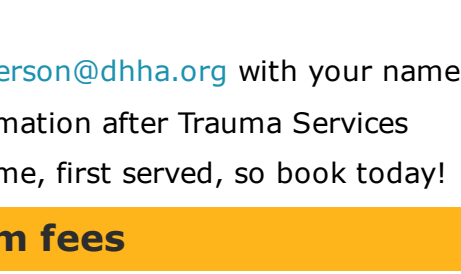 erson@dhha.org with your name
mation after Trauma Services
me, first served, so book today!
m fees